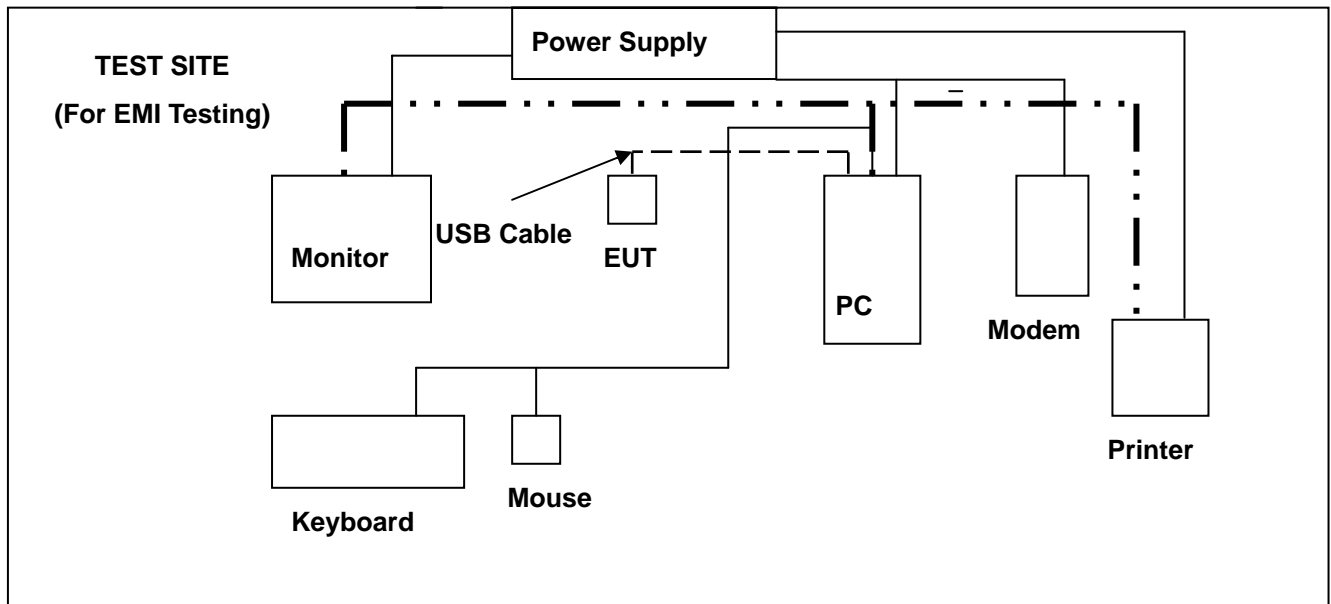 Power Supply
TEST SITE
(For EMI Testing)
USB Cable
Monitor
EUT
PC
Modem
Printer
Mouse
Keyboard